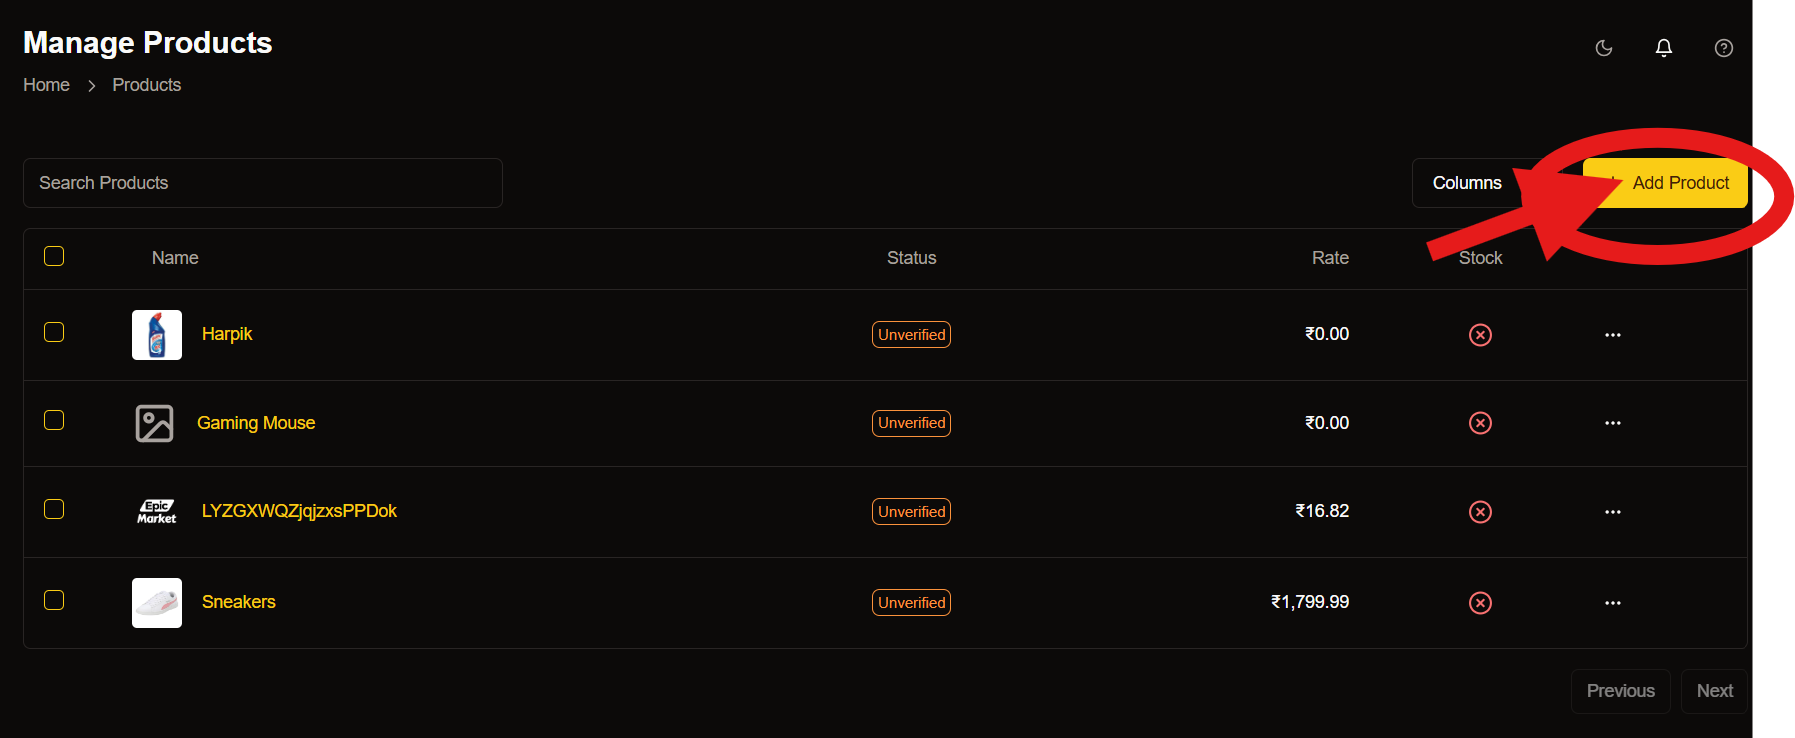 Manage Products
Home > Products
Search Products
Columns
Add Product
Name Status Rate Stock
Harpik Unverified ₹0.00
Gaming Mouse Unverified ₹0.00
Epic Market LYZGXWQZjqjzxsPPDok Unverified ₹16.82
Sneakers Unverified ₹1,799.99
Previous Next